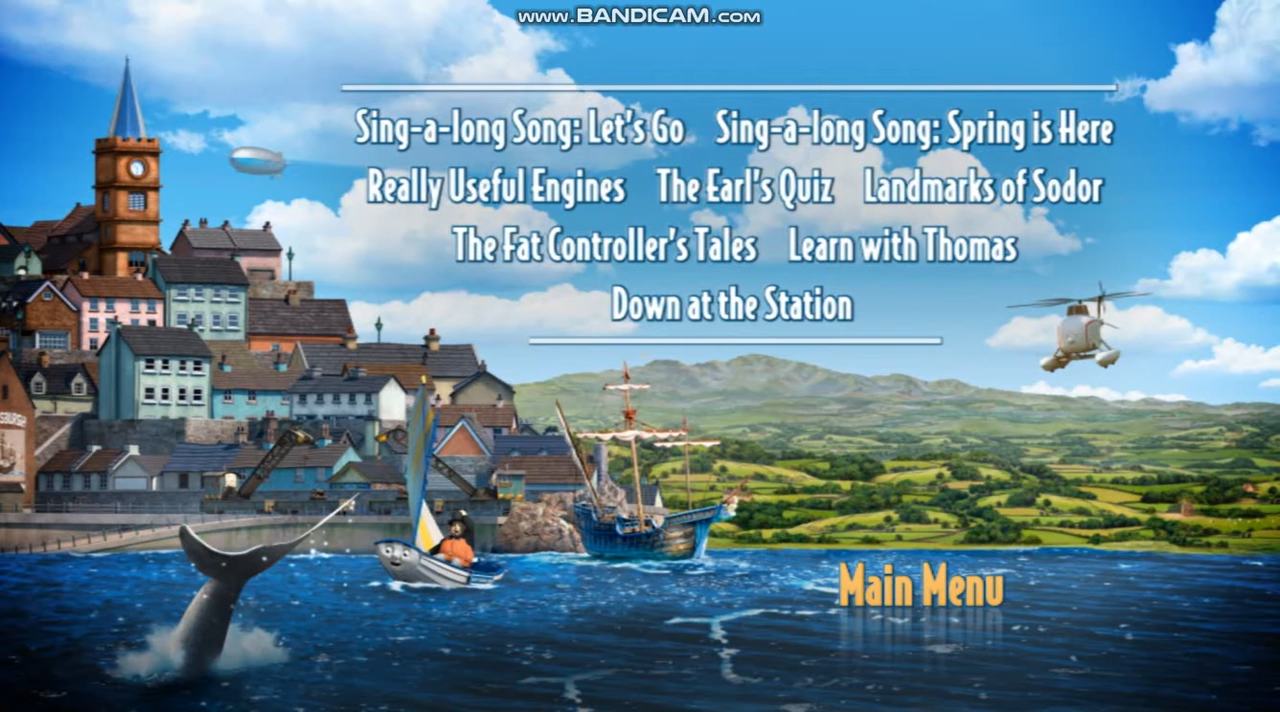 www.BANDICAM.com
Sing-a-long Song: Let's Go Sing-a-long Song: Spring is Here
Really Useful Engines The Earl's Quiz Landmarks of Sodor
The Fat Controller's Tales Learn with Thomas
Down at the Station
Main Menu